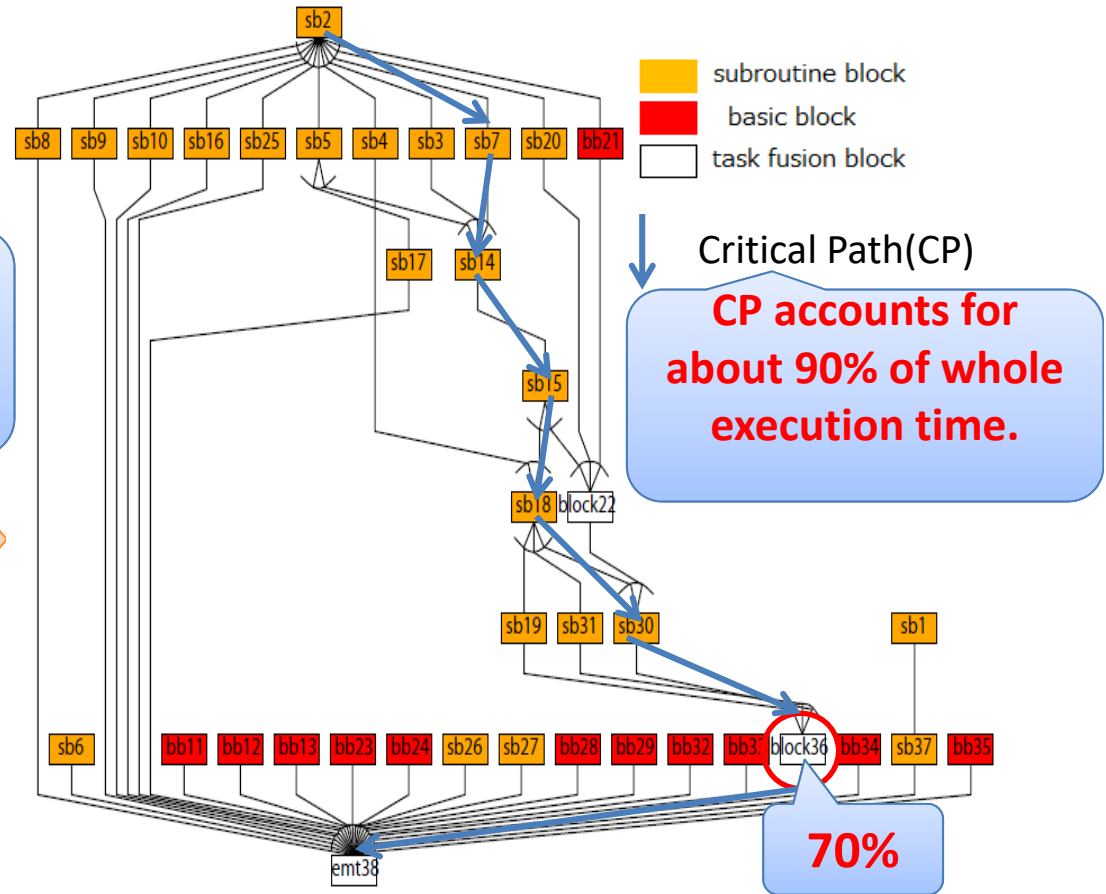 sb2
subroutine block
basic block
task fusion block
sb8 sb9 sb10 sb16 sb25 sb5 sb4 sb3 sb7 sb20 bb21
Critical Path(CP)
sb17 sb14
CP accounts for
about 90% of whole
execution time.
sb15
sb18 block22
sb19 sb31 sb30 sb1
sb6 bb11 bb12 bb13 bb23 bb24 sb26 sb27 bb28 bb29 bb32 bb33 block36 bb34 sb37 bb35
70%
emt38